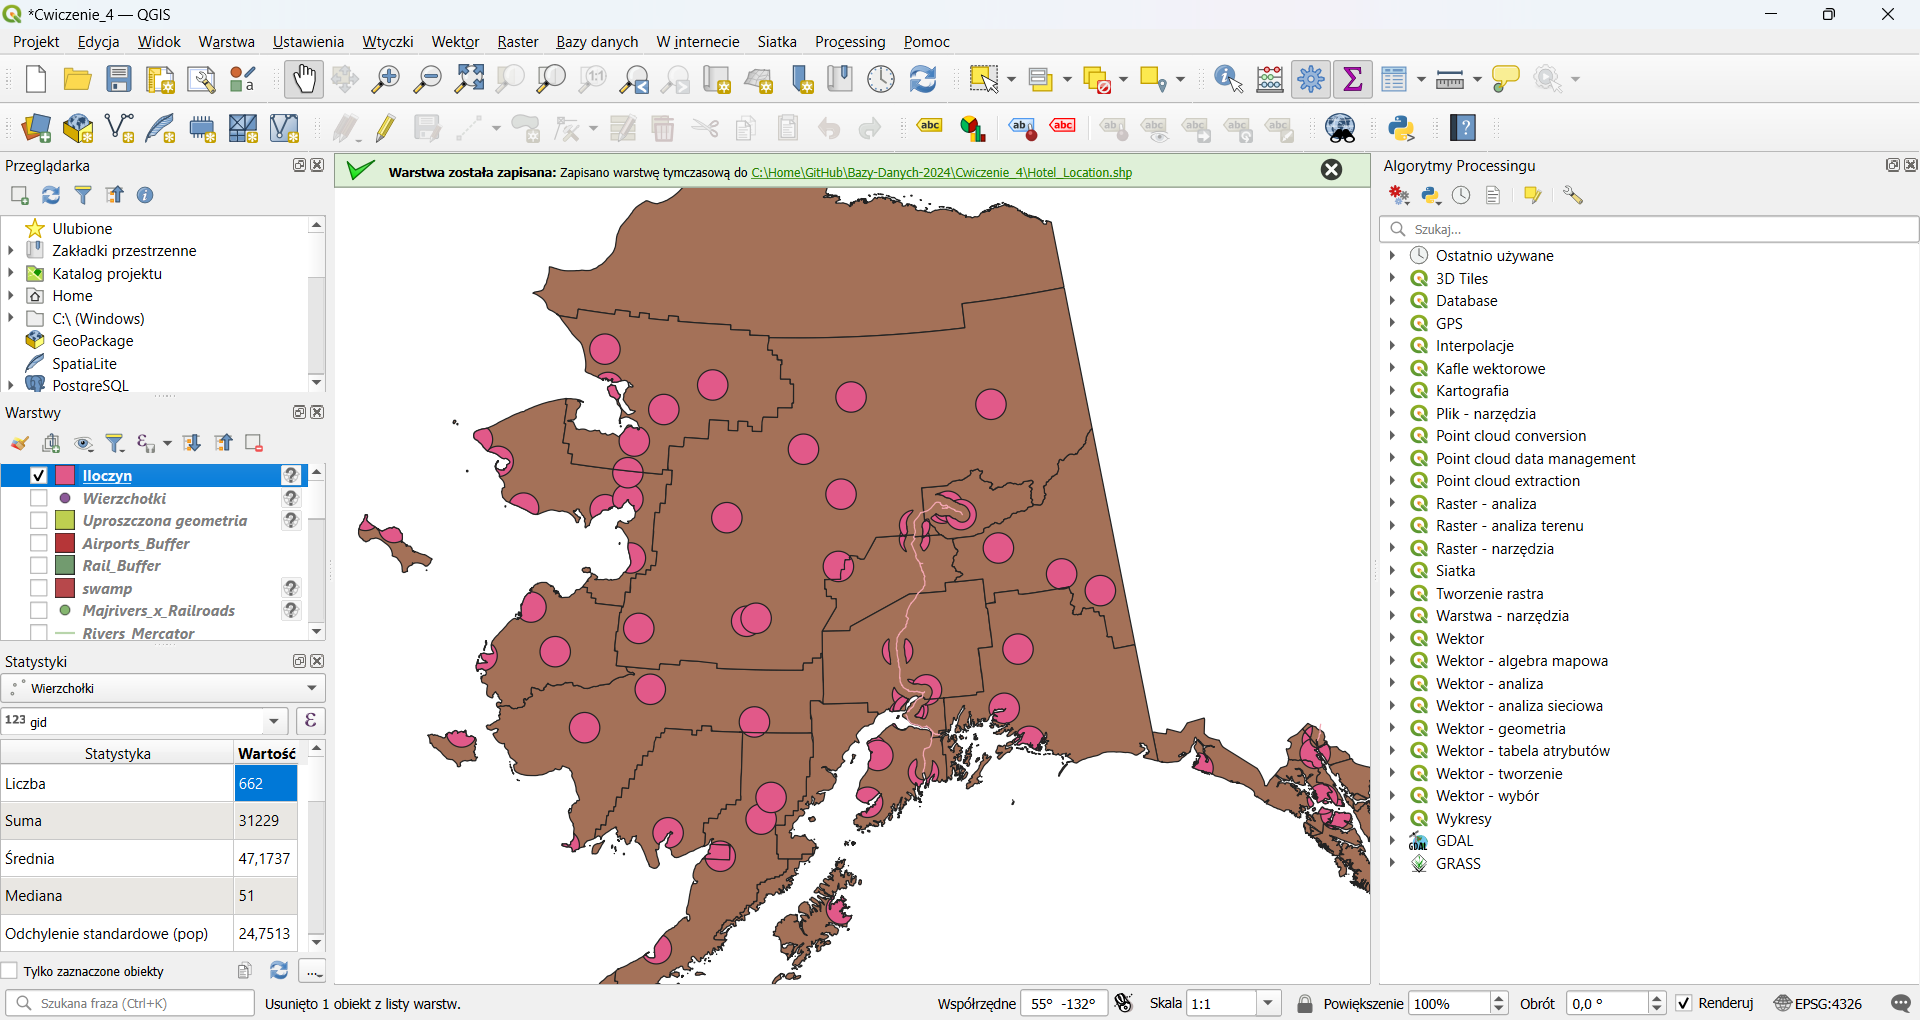 *Cwiczenie_4 — QGIS
Projekt Edycja Widok Warstwa Ustawienia Wtyczki Wektor Raster Bazy danych W internecie Siatka Processing Pomoc
Przeglądarka
Ulubione
Zakładki przestrzenne
Katalog projektu
Home
C:\ (Windows)
GeoPackage
SpatiaLite
PostgreSQL
Warstwy
Iloczyn
Wierzchołki
Uproszczona geometria
Airports_Buffer
Rail_Buffer
swamp
Majrivers_x_Railroads
Rivers Mercator
Statystyki
Wierzchołki
123 gid
ε
Statystyka Wartość
Liczba 662
Suma 31229
Średnia 47,1737
Mediana 51
Odchylenie standardowe (pop) 24,7513
Tylko zaznaczone obiekty
...
Warstwa została zapisana: Zapisano warstwę tymczasową do C:\Home\GitHub\Bazy-Danych-2024\Cwiczenie_4\Hotel_Location.shp
Algorytmy Processingu
Szukaj...
Ostatnio używane
3D Tiles
Database
GPS
Interpolacje
Kafle wektorowe
Kartografia
Plik - narzędzia
Point cloud conversion
Point cloud data management
Point cloud extraction
Raster - analiza
Raster - analiza terenu
Raster - narzędzia
Siatka
Tworzenie rastra
Warstwa - narzędzia
Wektor
Wektor - algebra mapowa
Wektor - analiza
Wektor - analiza sieciowa
Wektor - geometria
Wektor - tabela atrybutów
Wektor - tworzenie
Wektor - wybór
Wykresy
GDAL
GRASS
Szukana fraza (Ctrl+K) Usunięto 1 obiekt z listy warstw. Współrzędne 55° -132° Skala 1:1 Powiększenie 100% Obrót 0,0 ° Renderuj EPSG:4326